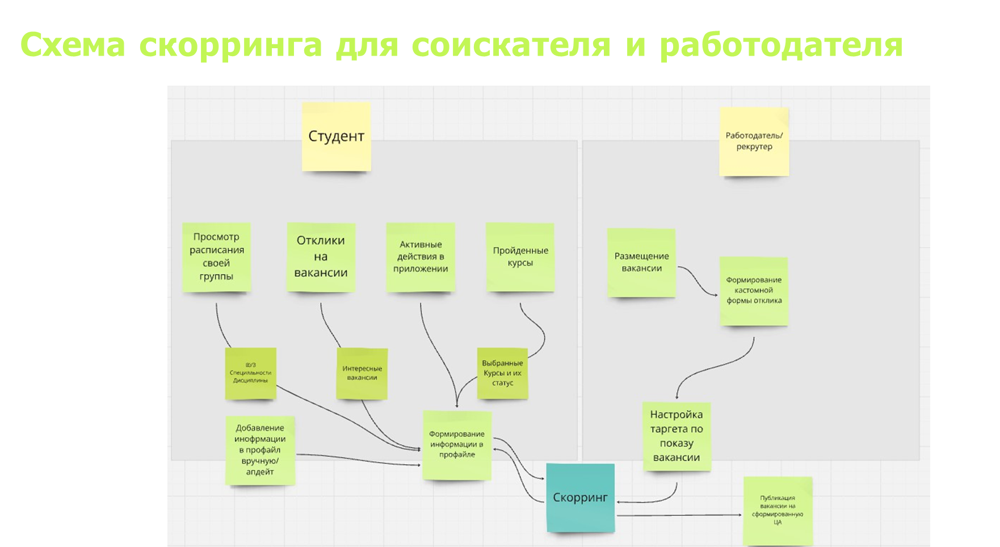 Схема скорринга для соискателя и работодателя
Студент
Работодатель/
рекрутер
Просмотр
расписания
своей
группы
Отклики
на
вакансии
Активные
действия в
приложении
Пройденные
курсы
Размещение
вакансии
Формирование
кастомной
формы отклика
ВУЗ
Специяльности
Дисциплины
Интересные
вакансии
Выбранные
Курсы и их
статус
Добавление
инофрмации
в профайл
вручную/
апдейт
Формирование
информации в
профайле
Настройка
таргета по
показу
вакансии
Скорринг
Публикация
вакансии на
сформированную
ЦА